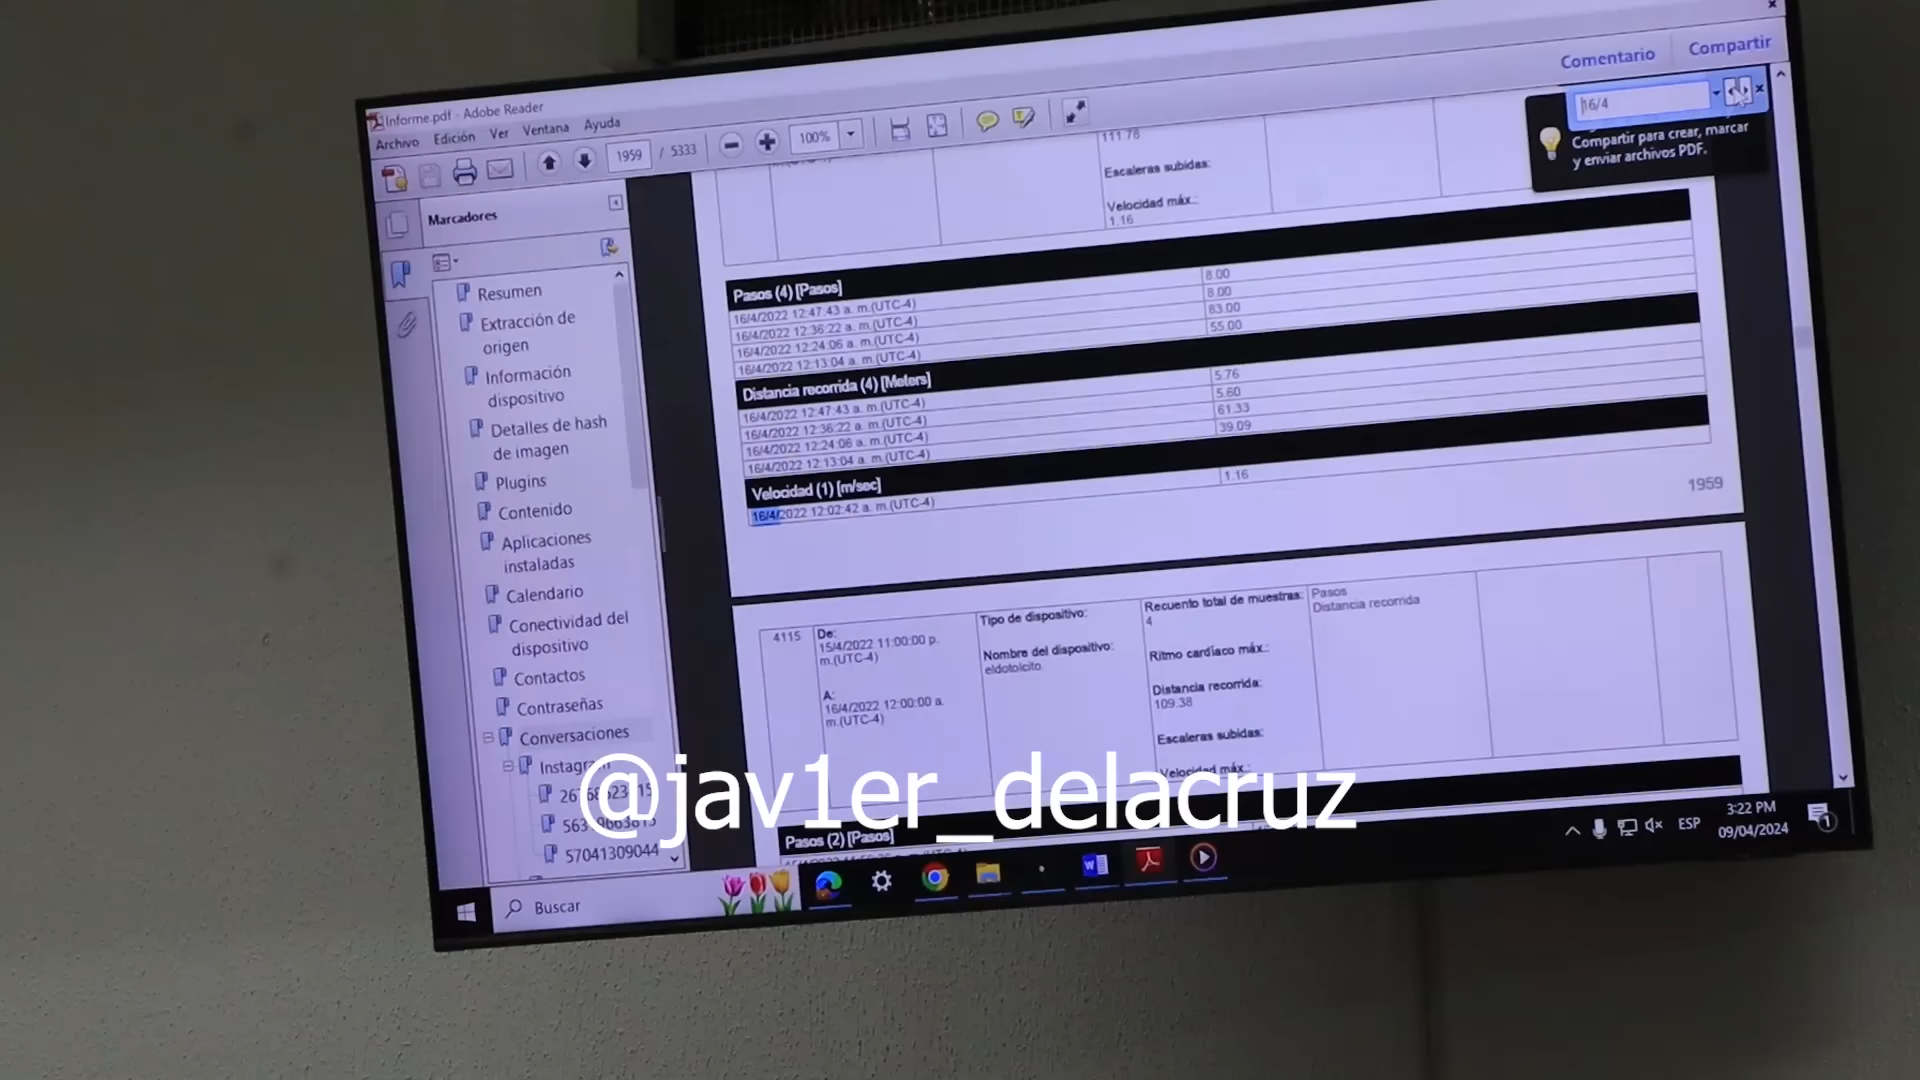 Informe.pdf - Adobe Reader
Archivo Edición Ver Ventana Ayuda
Comentario Compartir
1959 / 5333 100%
16/4
Compartir para crear, marcar
y enviar archivos PDF.
Marcadores
Resumen
Extracción de
origen
Información
dispositivo
Detalles de hash
de imagen
Plugins
Contenido
Aplicaciones
instaladas
Calendario
Conectividad del
dispositivo
Contactos
Contraseñas
Conversaciones
57041309044
111.78
Escaleras subidas:
Velocidad máx.:
1.16
Pasos (4) [Pasos]
16/4/2022 12:47:43 a. m.(UTC-4) 8.00
16/4/2022 12:36:22 a. m.(UTC-4) 8.00
16/4/2022 12:24:06 a. m.(UTC-4) 83.00
16/4/2022 12:13:04 a. m.(UTC-4) 55.00
Distancia recorrida (4) [Meters]
16/4/2022 12:47:43 a. m.(UTC-4) 5.76
16/4/2022 12:36:22 a. m.(UTC-4) 5.60
16/4/2022 12:24:06 a. m.(UTC-4) 61.33
16/4/2022 12:13:04 a. m.(UTC-4) 39.09
Velocidad (1) [m/sec]
16/4/2022 12:02:42 a. m.(UTC-4) 1.16
1959
4115
De:
15/4/2022 11:00:00 p.
m.(UTC-4)
A:
16/4/2022 12:00:00 a.
m.(UTC-4)
Tipo de dispositivo:
Nombre del dispositivo:
eldotolcito
Recuento total de muestras:
4
Ritmo cardíaco máx.:
Distancia recorrida:
109.38
Escaleras subidas:
Velocidad máx.:
Pasos
Distancia recorrida
Pasos (2) [Pasos]
@jav1er_delacruz
Buscar
ESP
3:22 PM
09/04/2024
1